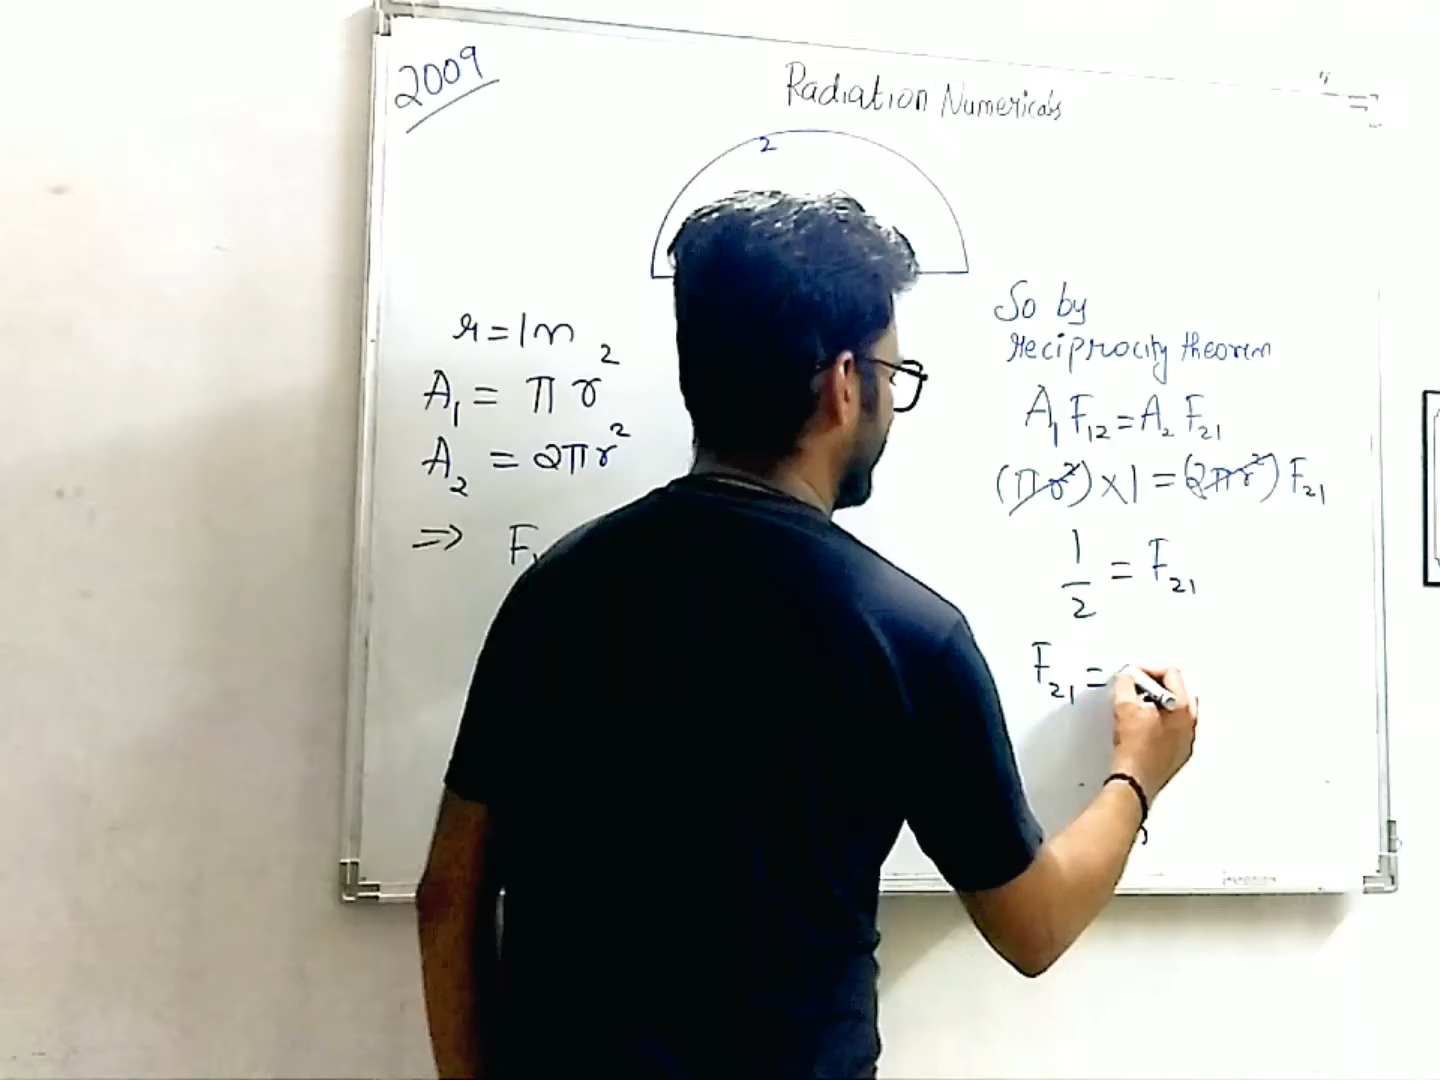 2009
Radiation Numericals
2
r=1m
A₁ = πr²
A₂ = 2πr²
=> F
So by
reciprocity theorem
A₁ F₁₂ = A₂ F₂₁
(πr²)×1 = (2πr²) F₂₁
1/2 = F₂₁
F₂₁ =